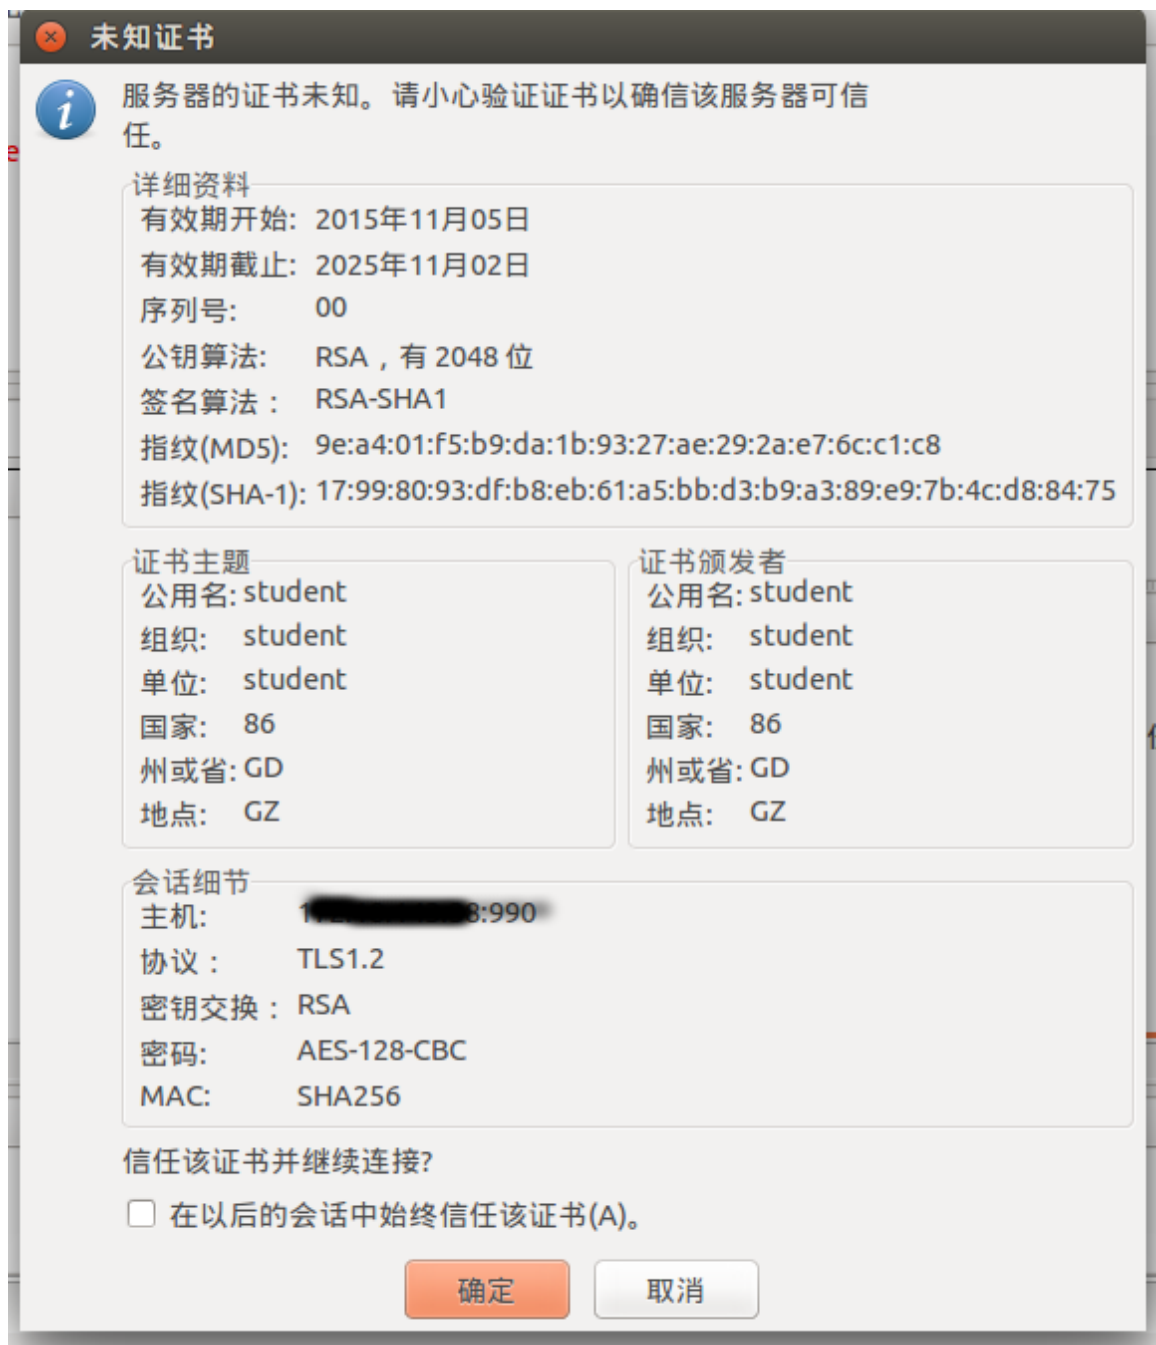 未知证书
服务器的证书未知。请小心验证证书以确信该服务器可信
任。
详细资料
有效期开始: 2015年11月05日
有效期截止: 2025年11月02日
序列号: 00
公钥算法: RSA，有 2048 位
签名算法： RSA-SHA1
指纹(MD5): 9e:a4:01:f5:b9:da:1b:93:27:ae:29:2a:e7:6c:c1:c8
指纹(SHA-1): 17:99:80:93:df:b8:eb:61:a5:bb:d3:b9:a3:89:e9:7b:4c:d8:84:75
证书主题
公用名: student
组织: student
单位: student
国家: 86
州或省: GD
地点: GZ
证书颁发者
公用名: student
组织: student
单位: student
国家: 86
州或省: GD
地点: GZ
会话细节
主机: :990
协议： TLS1.2
密钥交换： RSA
密码: AES-128-CBC
MAC: SHA256
信任该证书并继续连接?
在以后的会话中始终信任该证书(A)。
确定
取消